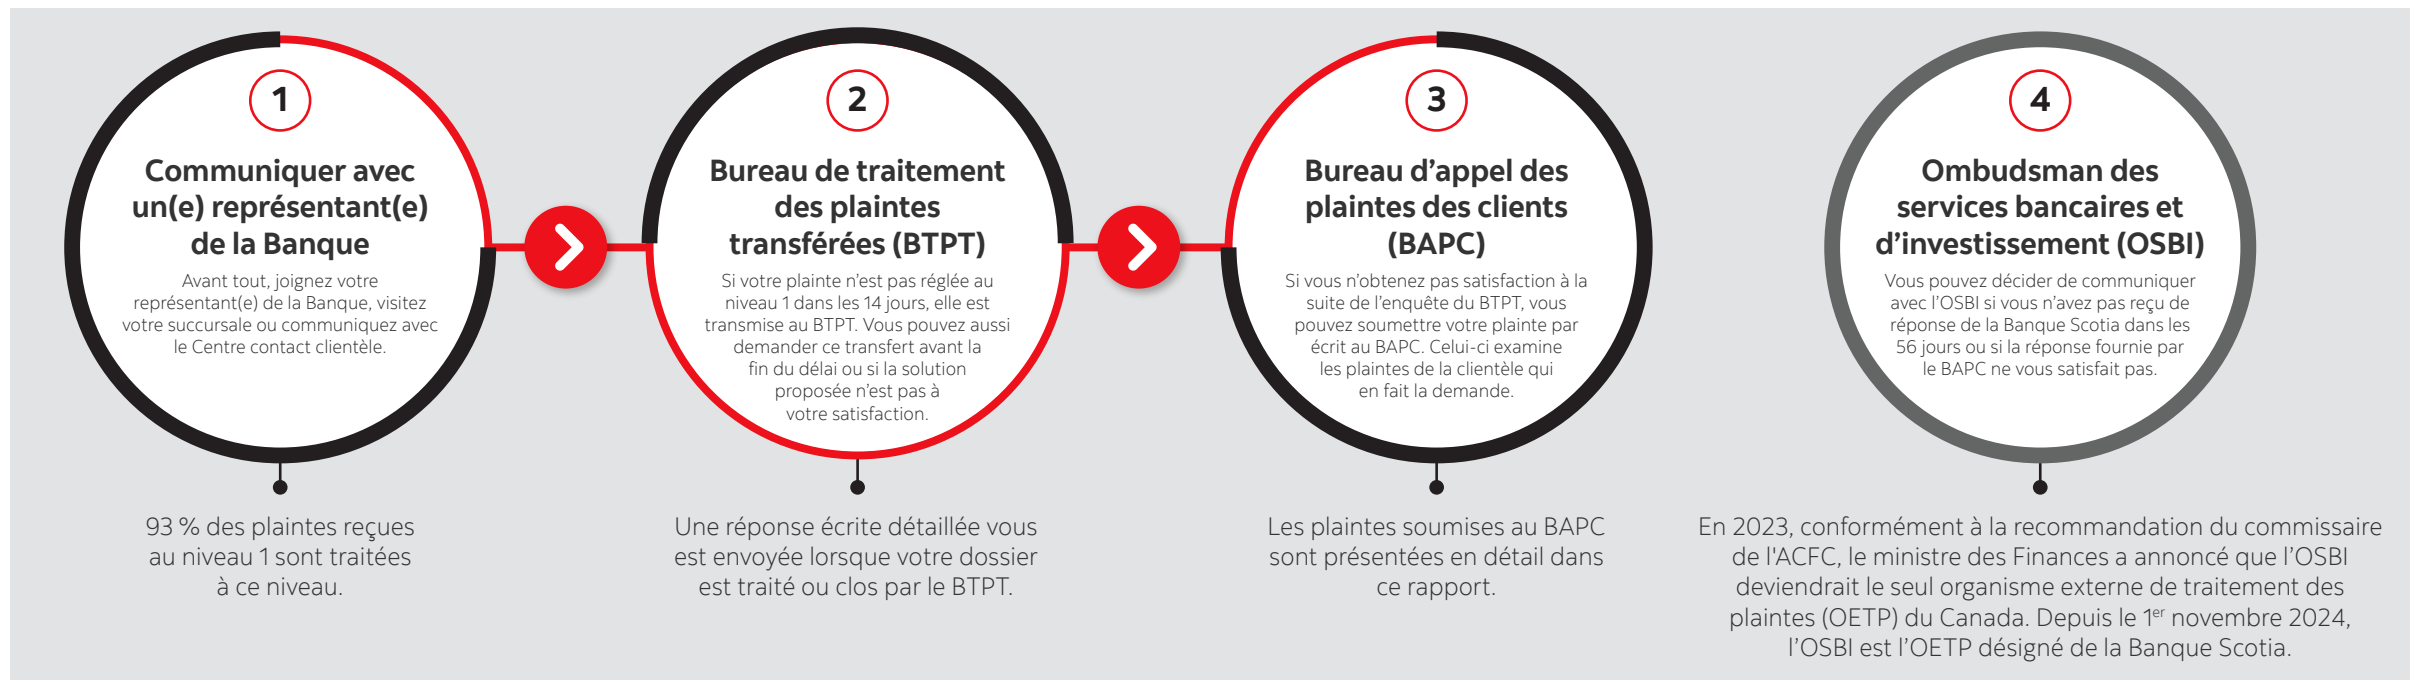 1
Communiquer avec
un(e) représentant(e)
de la Banque
Avant tout, joignez votre
représentant(e) de la Banque, visitez
votre succursale ou communiquez avec
le Centre contact clientèle.
93 % des plaintes reçues
au niveau 1 sont traitées
à ce niveau.
2
Bureau de traitement
des plaintes
transférées (BTPT)
Si votre plainte n’est pas réglée au
niveau 1 dans les 14 jours, elle est
transmise au BTPT. Vous pouvez aussi
demander ce transfert avant la
fin du délai ou si la solution
proposée n’est pas à
votre satisfaction.
Une réponse écrite détaillée vous
est envoyée lorsque votre dossier
est traité ou clos par le BTPT.
3
Bureau d’appel des
plaintes des clients
(BAPC)
Si vous n’obtenez pas satisfaction à la
suite de l’enquête du BTPT, vous
pouvez soumettre votre plainte par
écrit au BAPC. Celui-ci examine
les plaintes de la clientèle qui
en fait la demande.
Les plaintes soumises au BAPC
sont présentées en détail dans
ce rapport.
4
Ombudsman des
services bancaires et
d’investissement (OSBI)
Vous pouvez décider de communiquer
avec l’OSBI si vous n’avez pas reçu de
réponse de la Banque Scotia dans les
56 jours ou si la réponse fournie par
le BAPC ne vous satisfait pas.
En 2023, conformément à la recommandation du commissaire
de l'ACFC, le ministre des Finances a annoncé que l’OSBI
deviendrait le seul organisme externe de traitement des
plaintes (OETP) du Canada. Depuis le 1er novembre 2024,
l’OSBI est l’OETP désigné de la Banque Scotia.